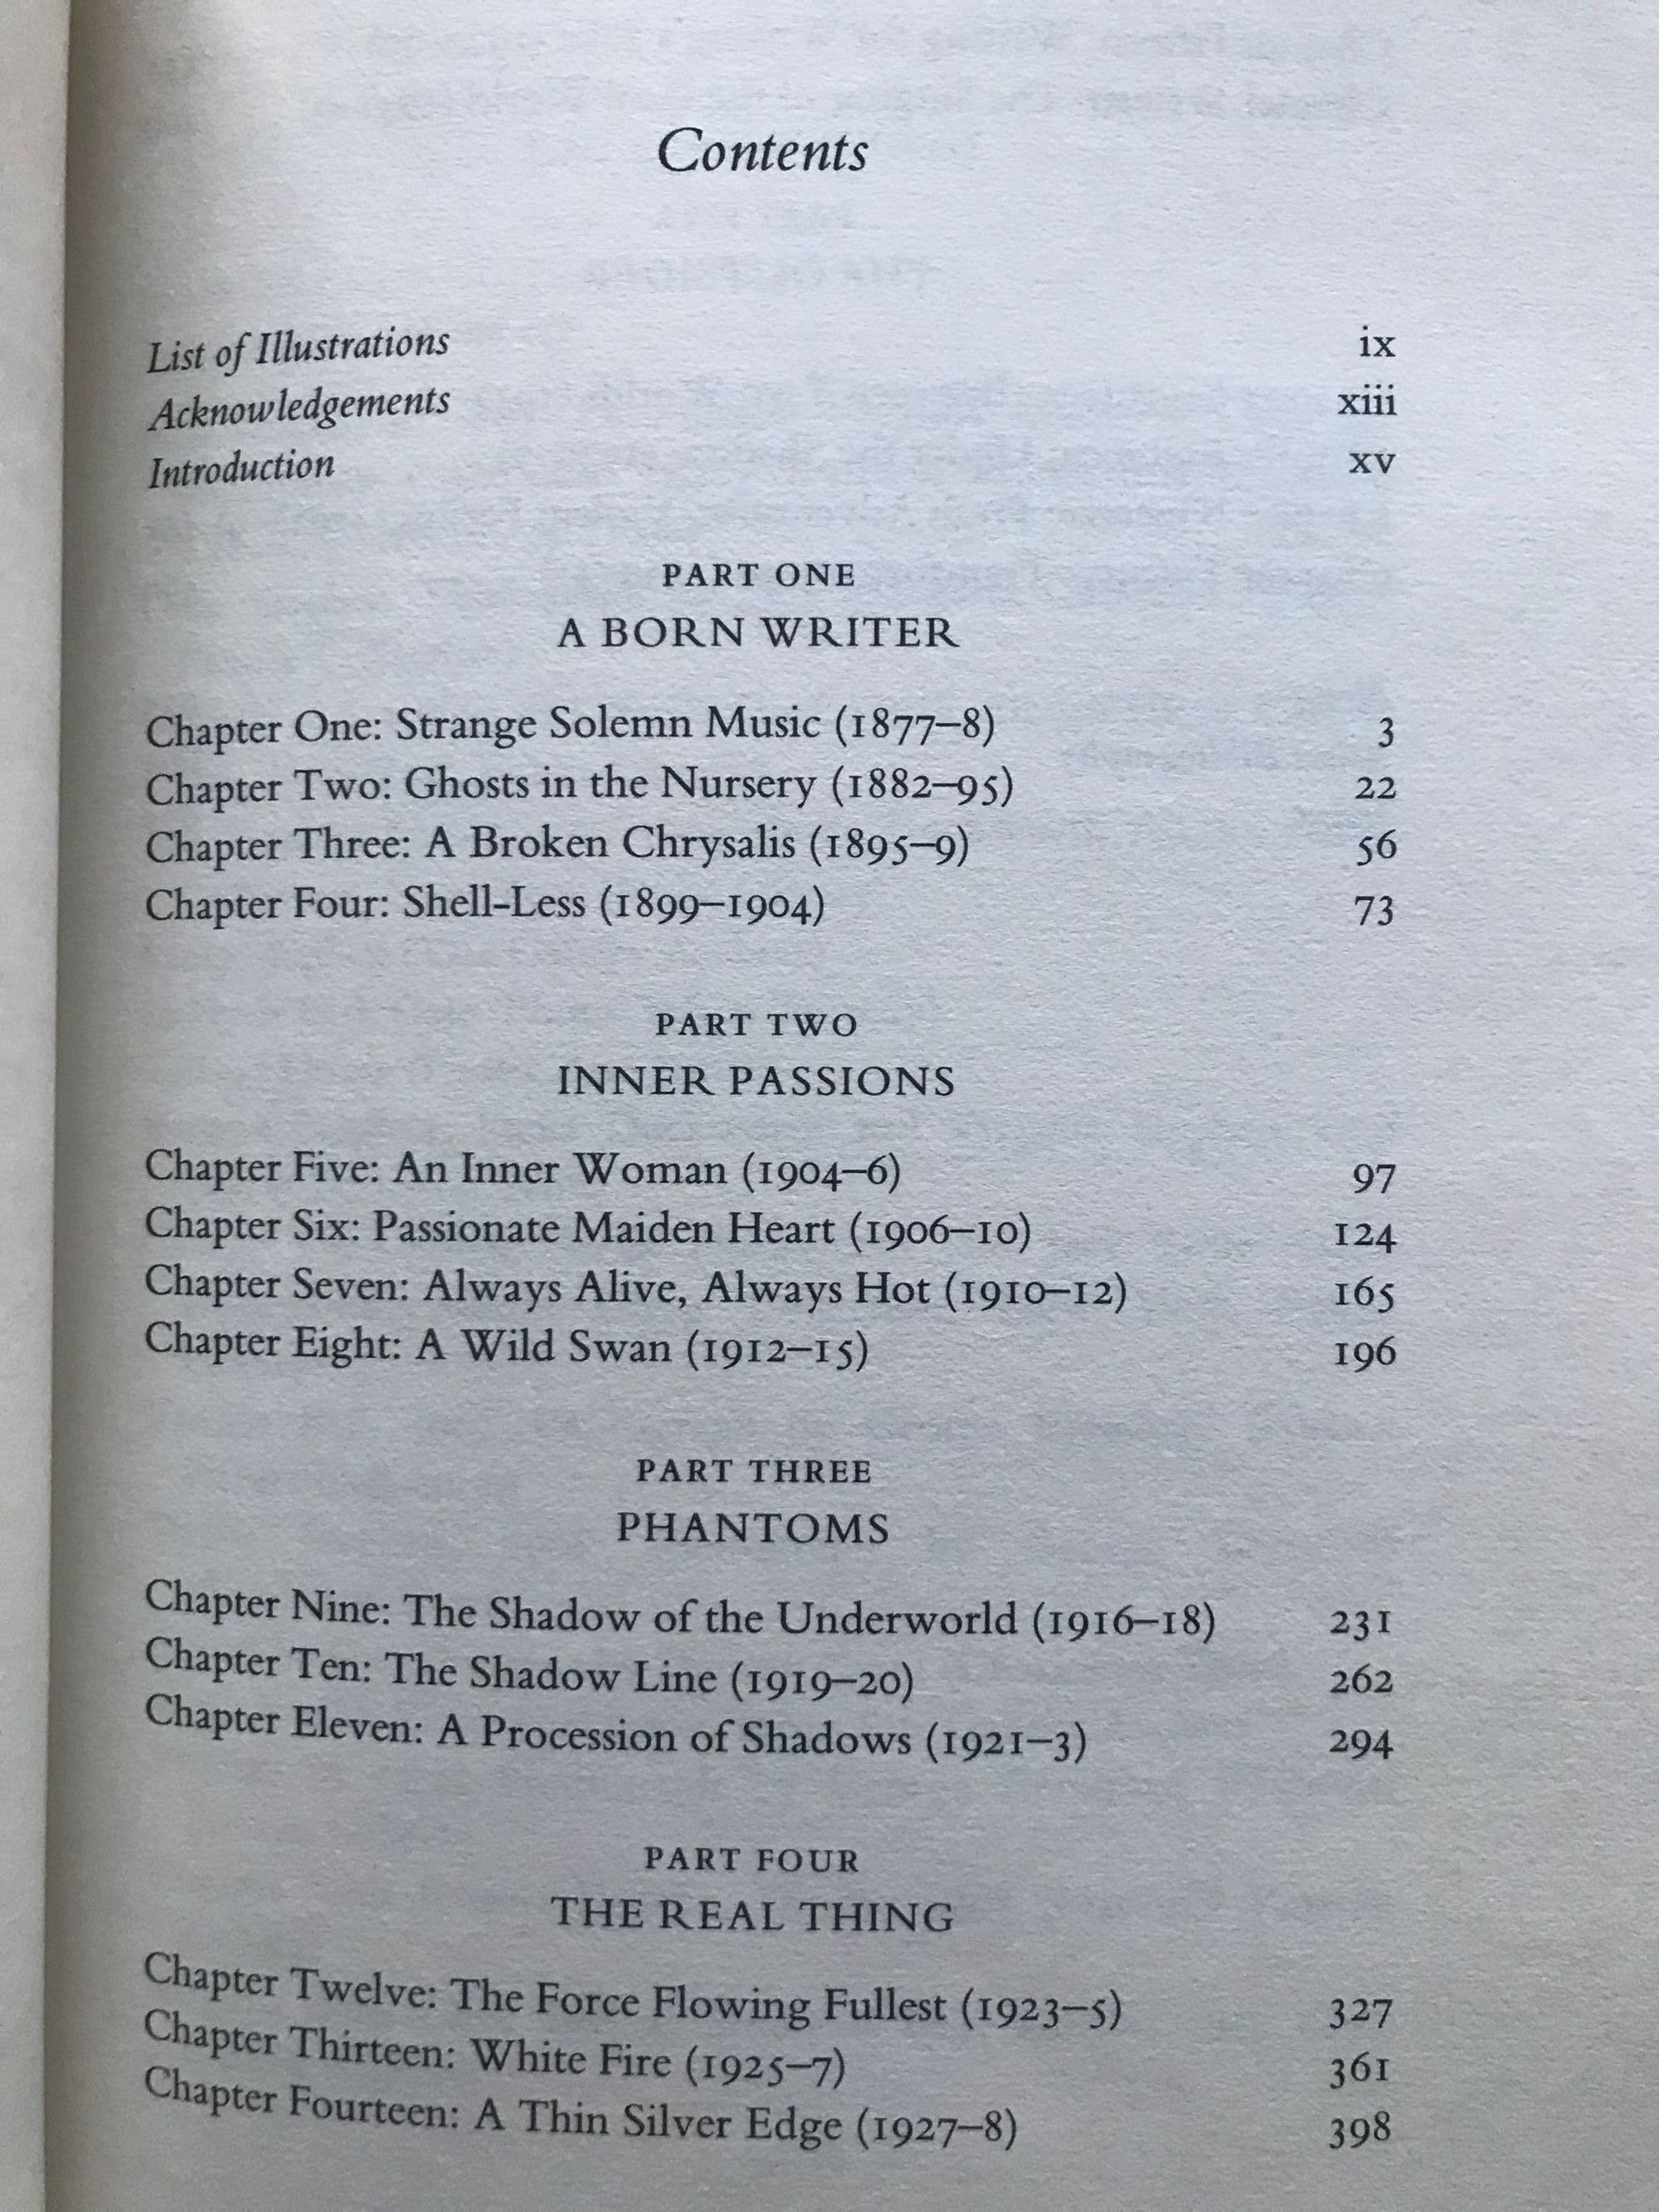 Contents
List of Illustrations ix
Acknowledgements xiii
Introduction xv
PART ONE
A BORN WRITER
Chapter One: Strange Solemn Music (1877–8) 3
Chapter Two: Ghosts in the Nursery (1882–95) 22
Chapter Three: A Broken Chrysalis (1895–9) 56
Chapter Four: Shell-Less (1899–1904) 73
PART TWO
INNER PASSIONS
Chapter Five: An Inner Woman (1904–6) 97
Chapter Six: Passionate Maiden Heart (1906–10) 124
Chapter Seven: Always Alive, Always Hot (1910–12) 165
Chapter Eight: A Wild Swan (1912–15) 196
PART THREE
PHANTOMS
Chapter Nine: The Shadow of the Underworld (1916–18) 231
Chapter Ten: The Shadow Line (1919–20) 262
Chapter Eleven: A Procession of Shadows (1921–3) 294
PART FOUR
THE REAL THING
Chapter Twelve: The Force Flowing Fullest (1923–5) 327
Chapter Thirteen: White Fire (1925–7) 361
Chapter Fourteen: A Thin Silver Edge (1927–8) 398